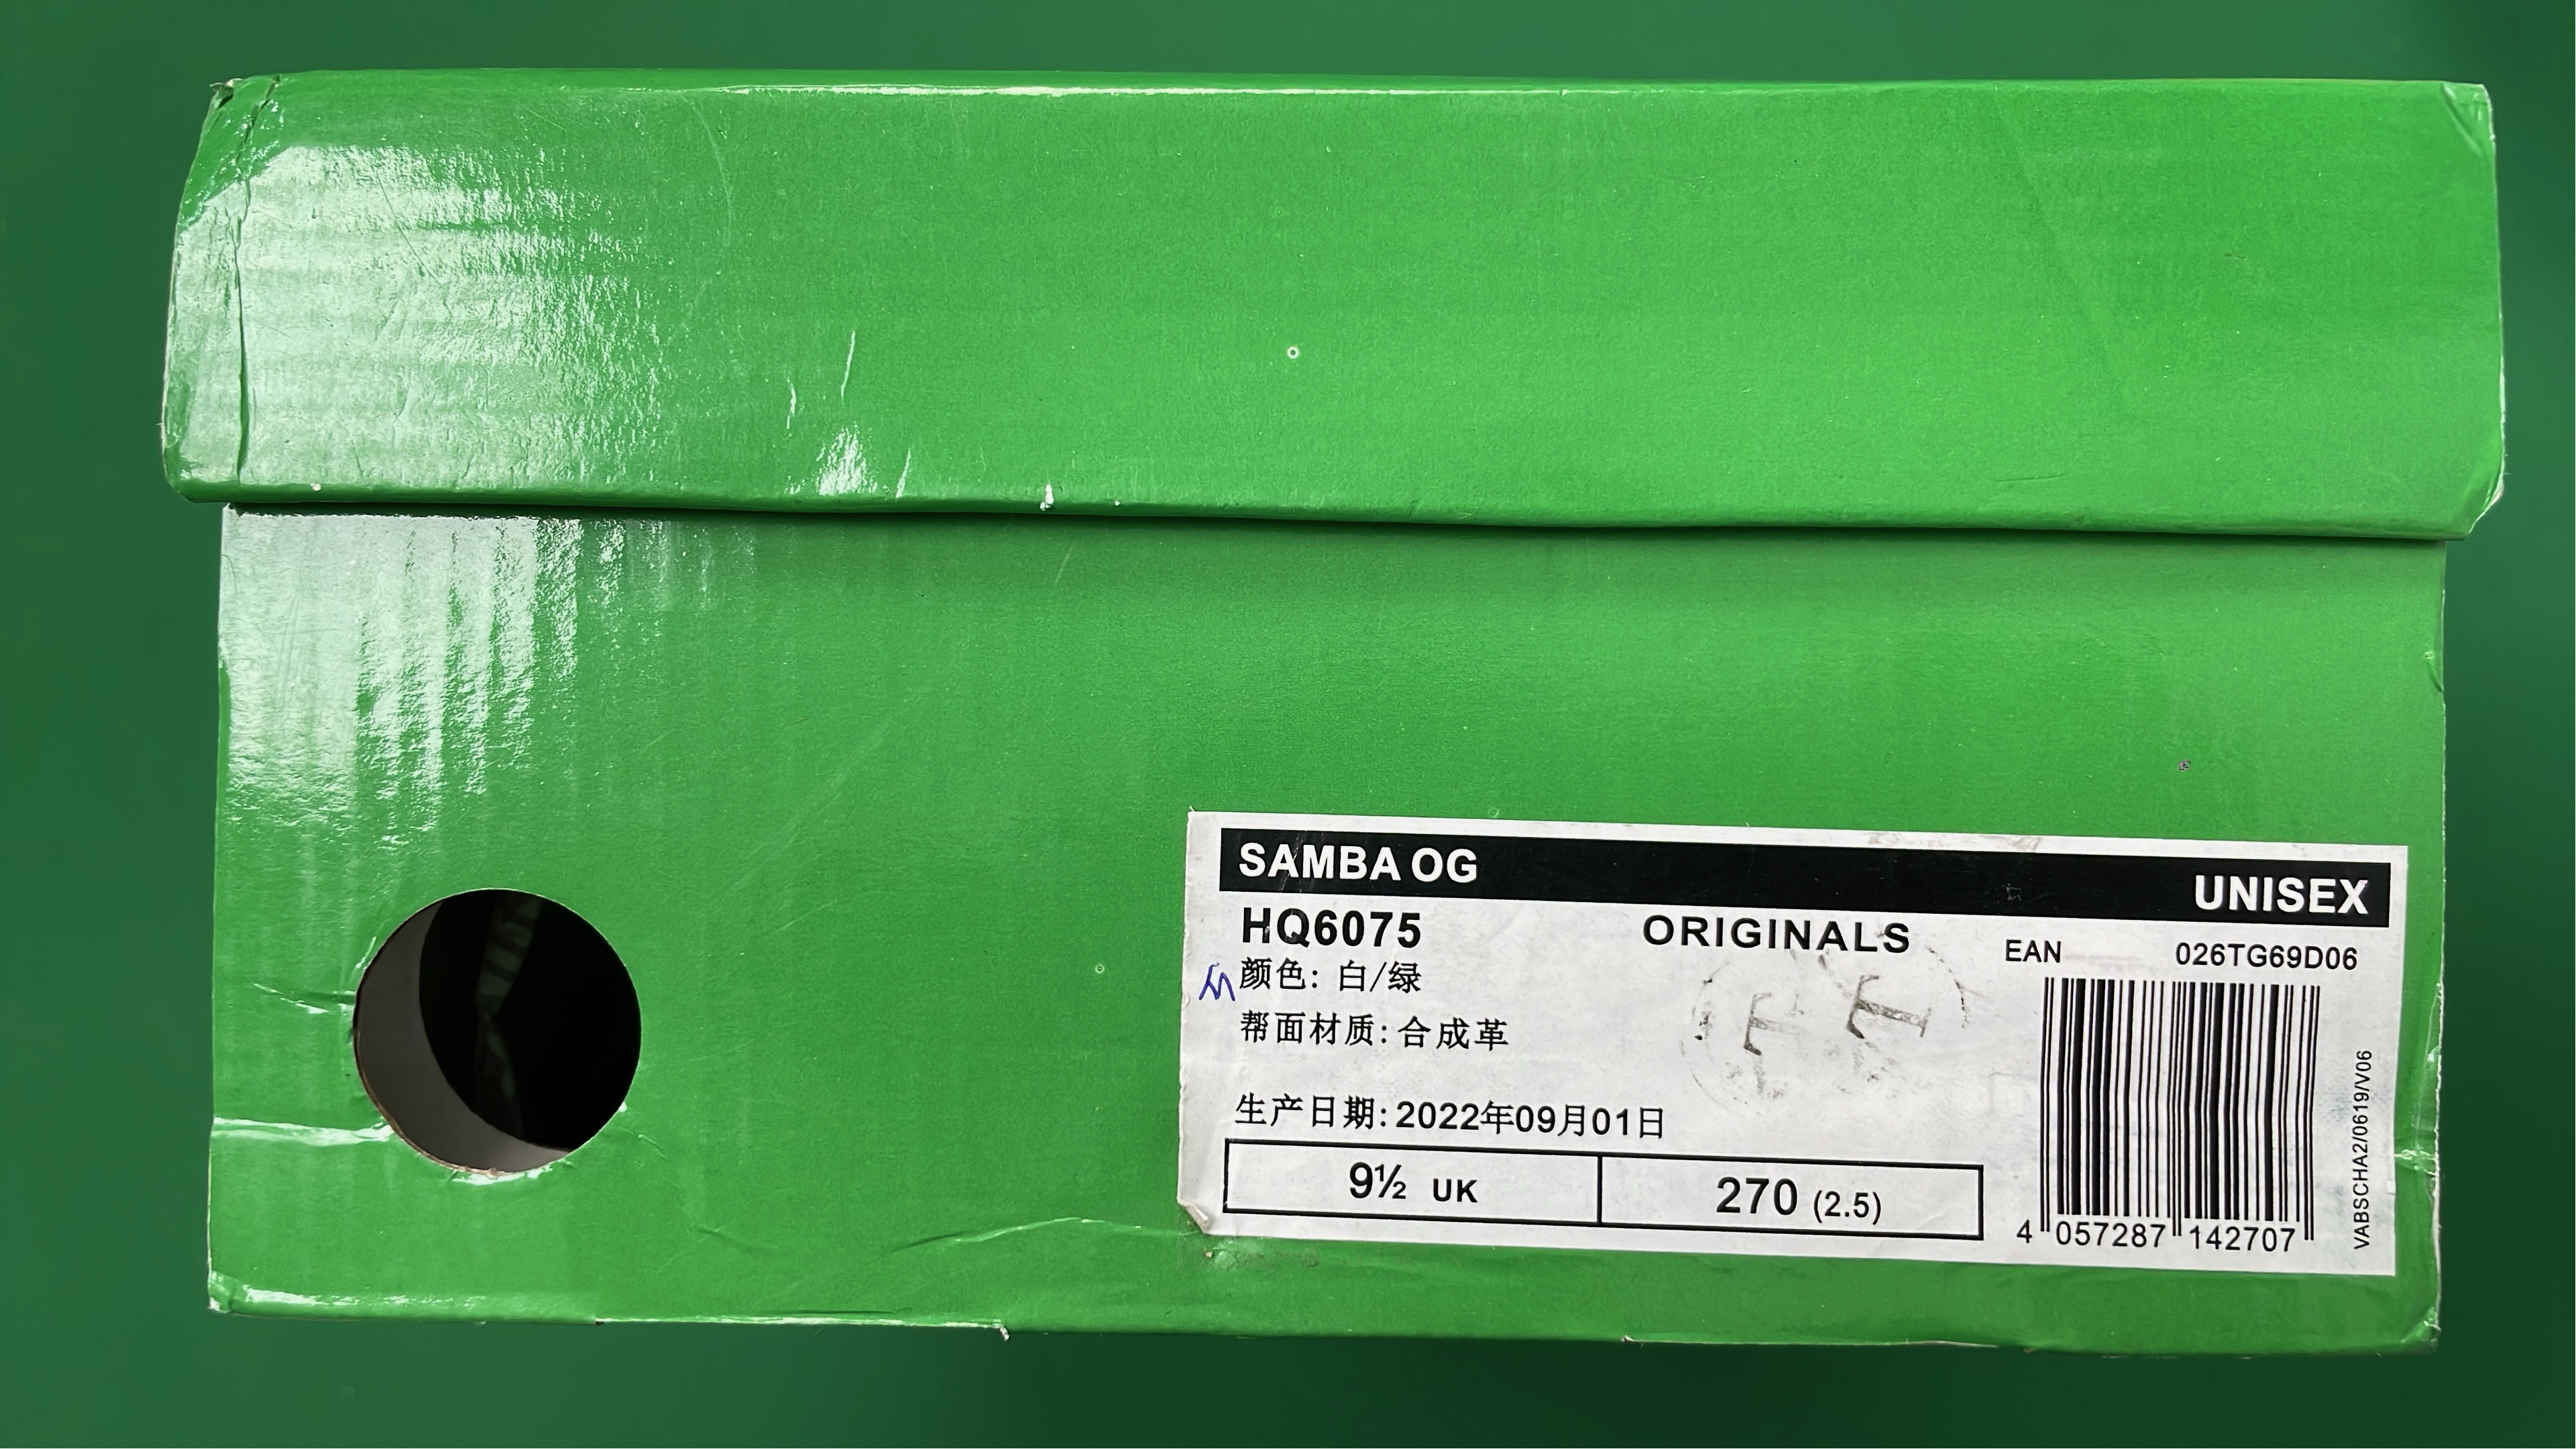 SAMBA OG UNISEX
HQ6075 ORIGINALS EAN 026TG69D06
颜色: 白/绿
帮面材质: 合成革
生产日期: 2022年09月01日
9½ UK 270 (2.5)
4 057287 142707
VABSCHA2/0619/V06